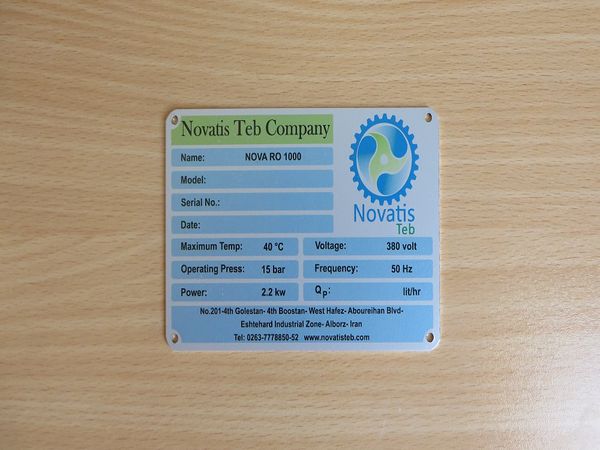 Novatis Teb Company
Name: NOVA RO 1000
Model:
Serial No.:
Date:
Novatis
Teb
Maximum Temp: 40 °C Voltage: 380 volt
Operating Press: 15 bar Frequency: 50 Hz
Power: 2.2 kw QP: lit/hr
No.201-4th Golestan- 4th Boostan- West Hafez- Aboureihan Blvd-
Eshtehard Industrial Zone- Alborz- Iran
Tel: 0263-7778850-52 www.novatisteb.com